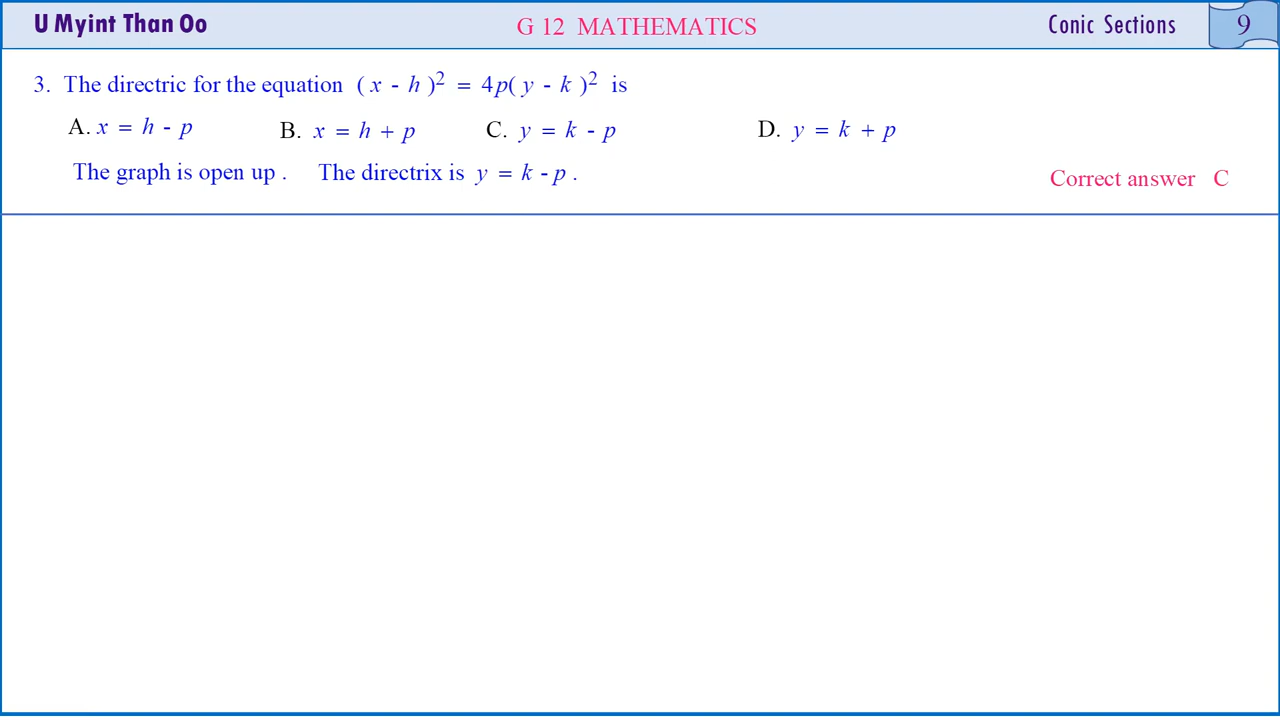 U Myint Than Oo G 12 MATHEMATICS Conic Sections 9
3. The directric for the equation ( x - h )² = 4p( y - k )² is
A. x = h - p B. x = h + p C. y = k - p D. y = k + p
The graph is open up . The directrix is y = k - p . Correct answer C